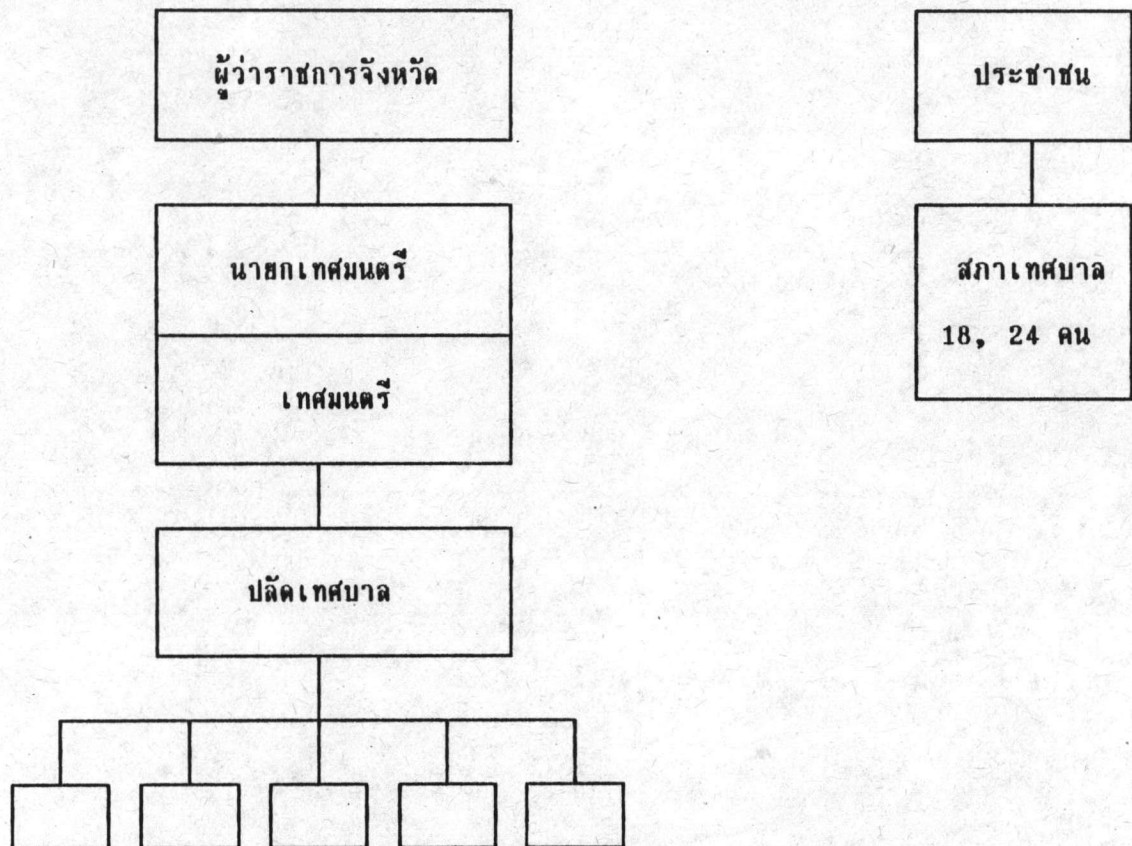 ผู้ว่าราชการจังหวัด
ประชาชน
นายกเทศมนตรี
เทศมนตรี
สภาเทศบาล
18, 24 คน
ปลัดเทศบาล